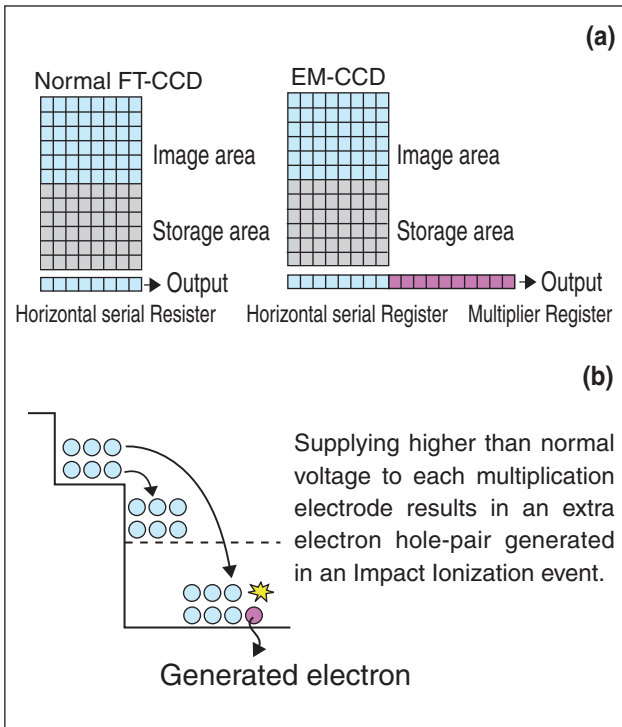 (a)
Normal FT-CCD
EM-CCD
Image area
Image area
Storage area
Storage area
Output
Output
Horizontal serial Resister
Horizontal serial Register
Multiplier Register
(b)
Supplying higher than normal
voltage to each multiplication
electrode results in an extra
electron hole-pair generated
in an Impact Ionization event.
Generated electron